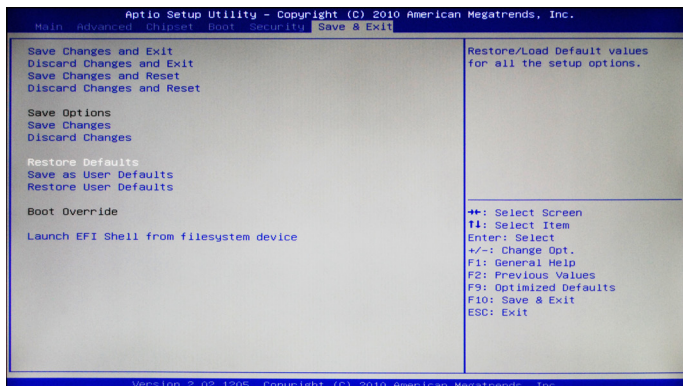 Aptio Setup Utility – Copyright (C) 2010 American Megatrends, Inc.
Main Advanced Chipset Boot Security Save & Exit
Save Changes and Exit
Discard Changes and Exit
Save Changes and Reset
Discard Changes and Reset
Save Options
Save Changes
Discard Changes
Restore Defaults
Save as User Defaults
Restore User Defaults
Boot Override
Launch EFI Shell from filesystem device
Restore/Load Default values
for all the setup options.
→←: Select Screen
↑↓: Select Item
Enter: Select
+/-: Change Opt.
F1: General Help
F2: Previous Values
F9: Optimized Defaults
F10: Save & Exit
ESC: Exit
Version 2.02.1205. Copyright (C) 2010 American Megatrends, Inc.